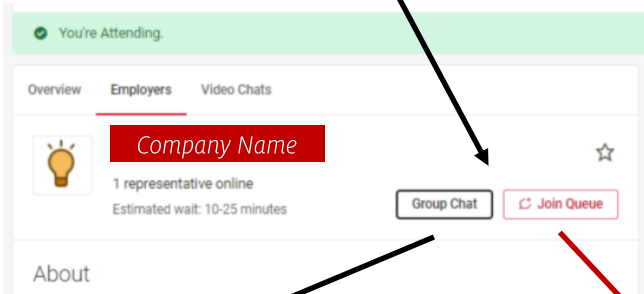 You're Attending.
Overview Employers Video Chats
Company Name
1 representative online
Estimated wait: 10-25 minutes
Group Chat Join Queue
About